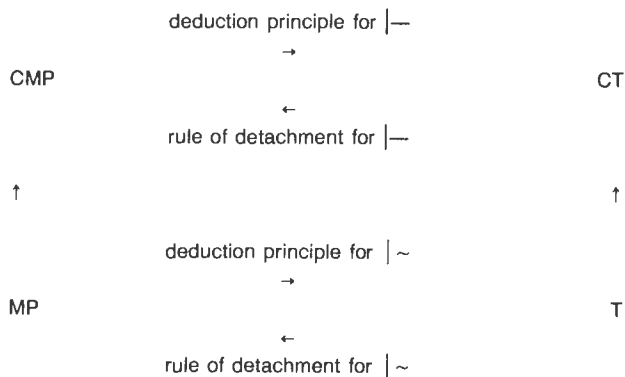 deduction principle for |—
→
CMP CT
←
rule of detachment for |—
↑ ↑
deduction principle for | ~
→
MP T
←
rule of detachment for | ~